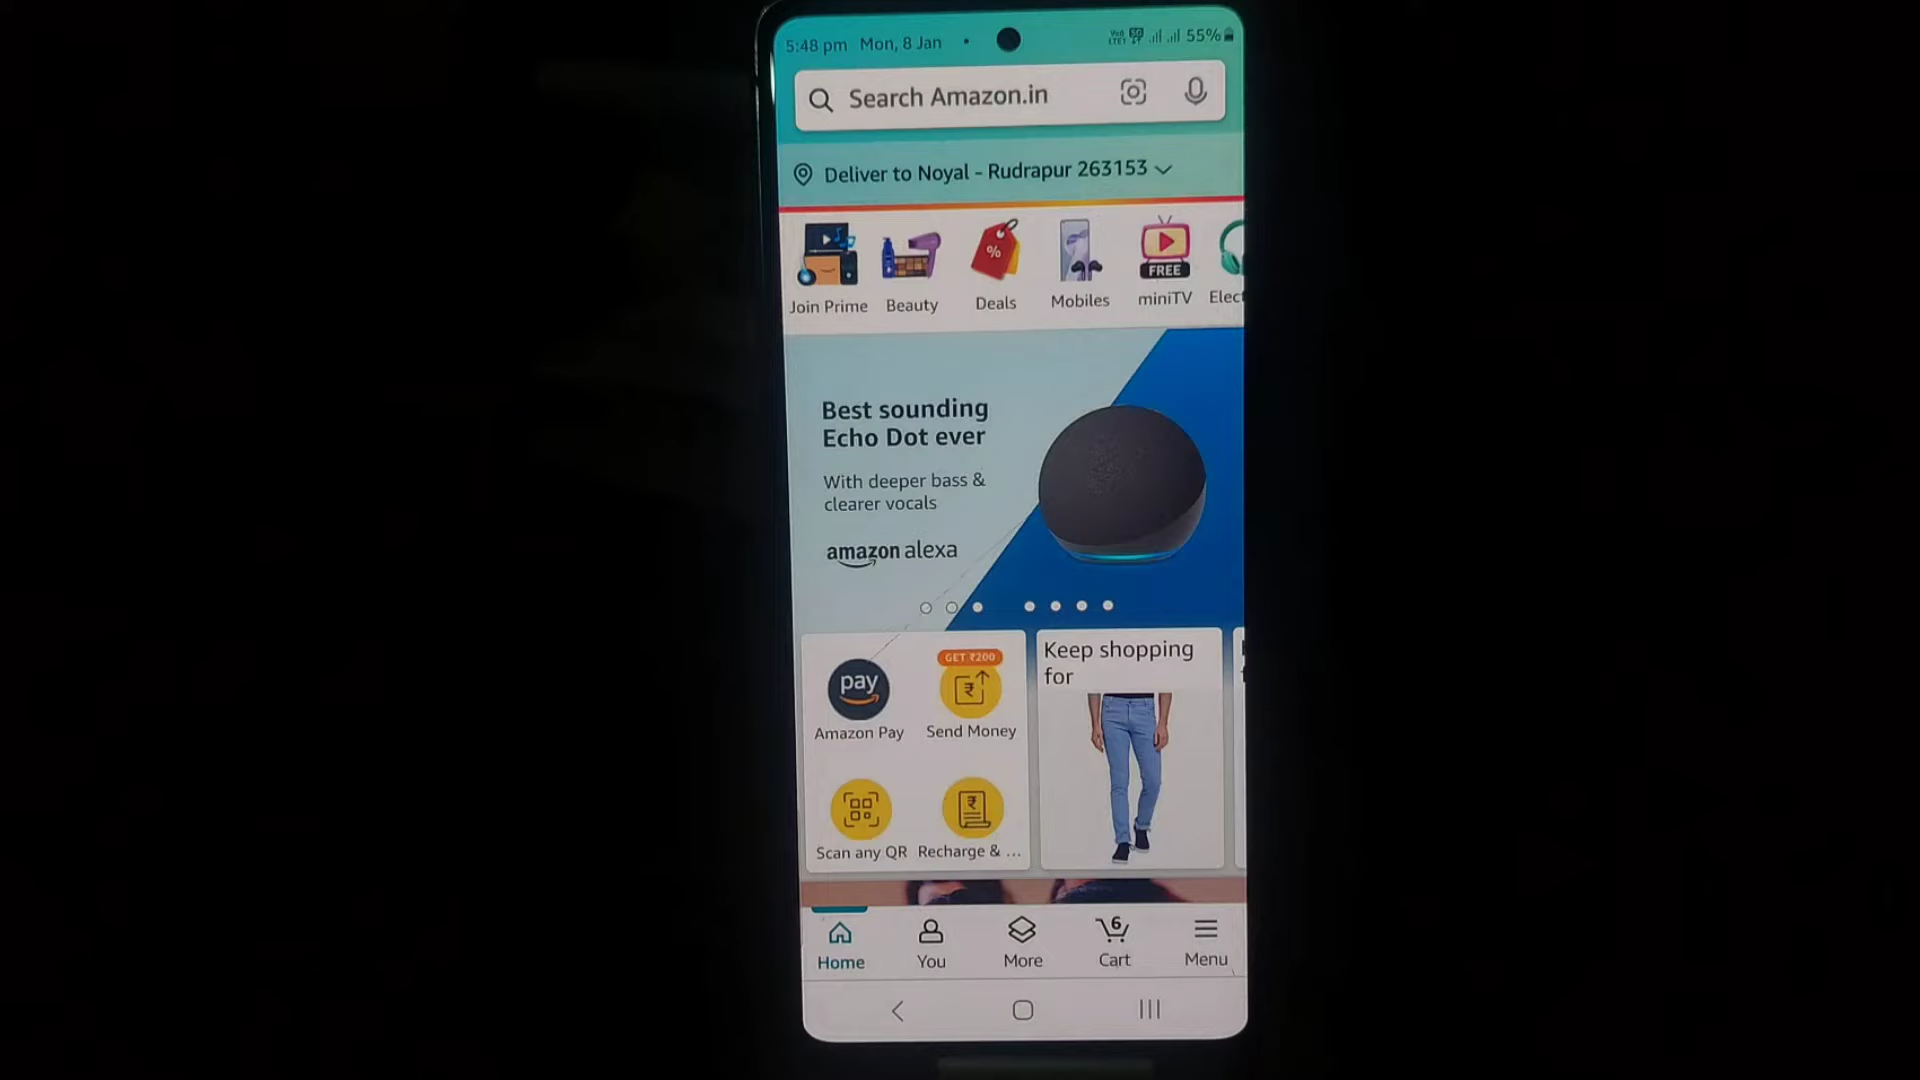 5:48 pm Mon, 8 Jan • 55%
Search Amazon.in
Deliver to Noyal - Rudrapur 263153
%
FREE
Join Prime Beauty Deals Mobiles miniTV Elect
Best sounding
Echo Dot ever
With deeper bass &
clearer vocals
amazon alexa
Keep shopping
for
GET ₹200
pay
Amazon Pay Send Money
Scan any QR Recharge & ...
6
Home You More Cart Menu